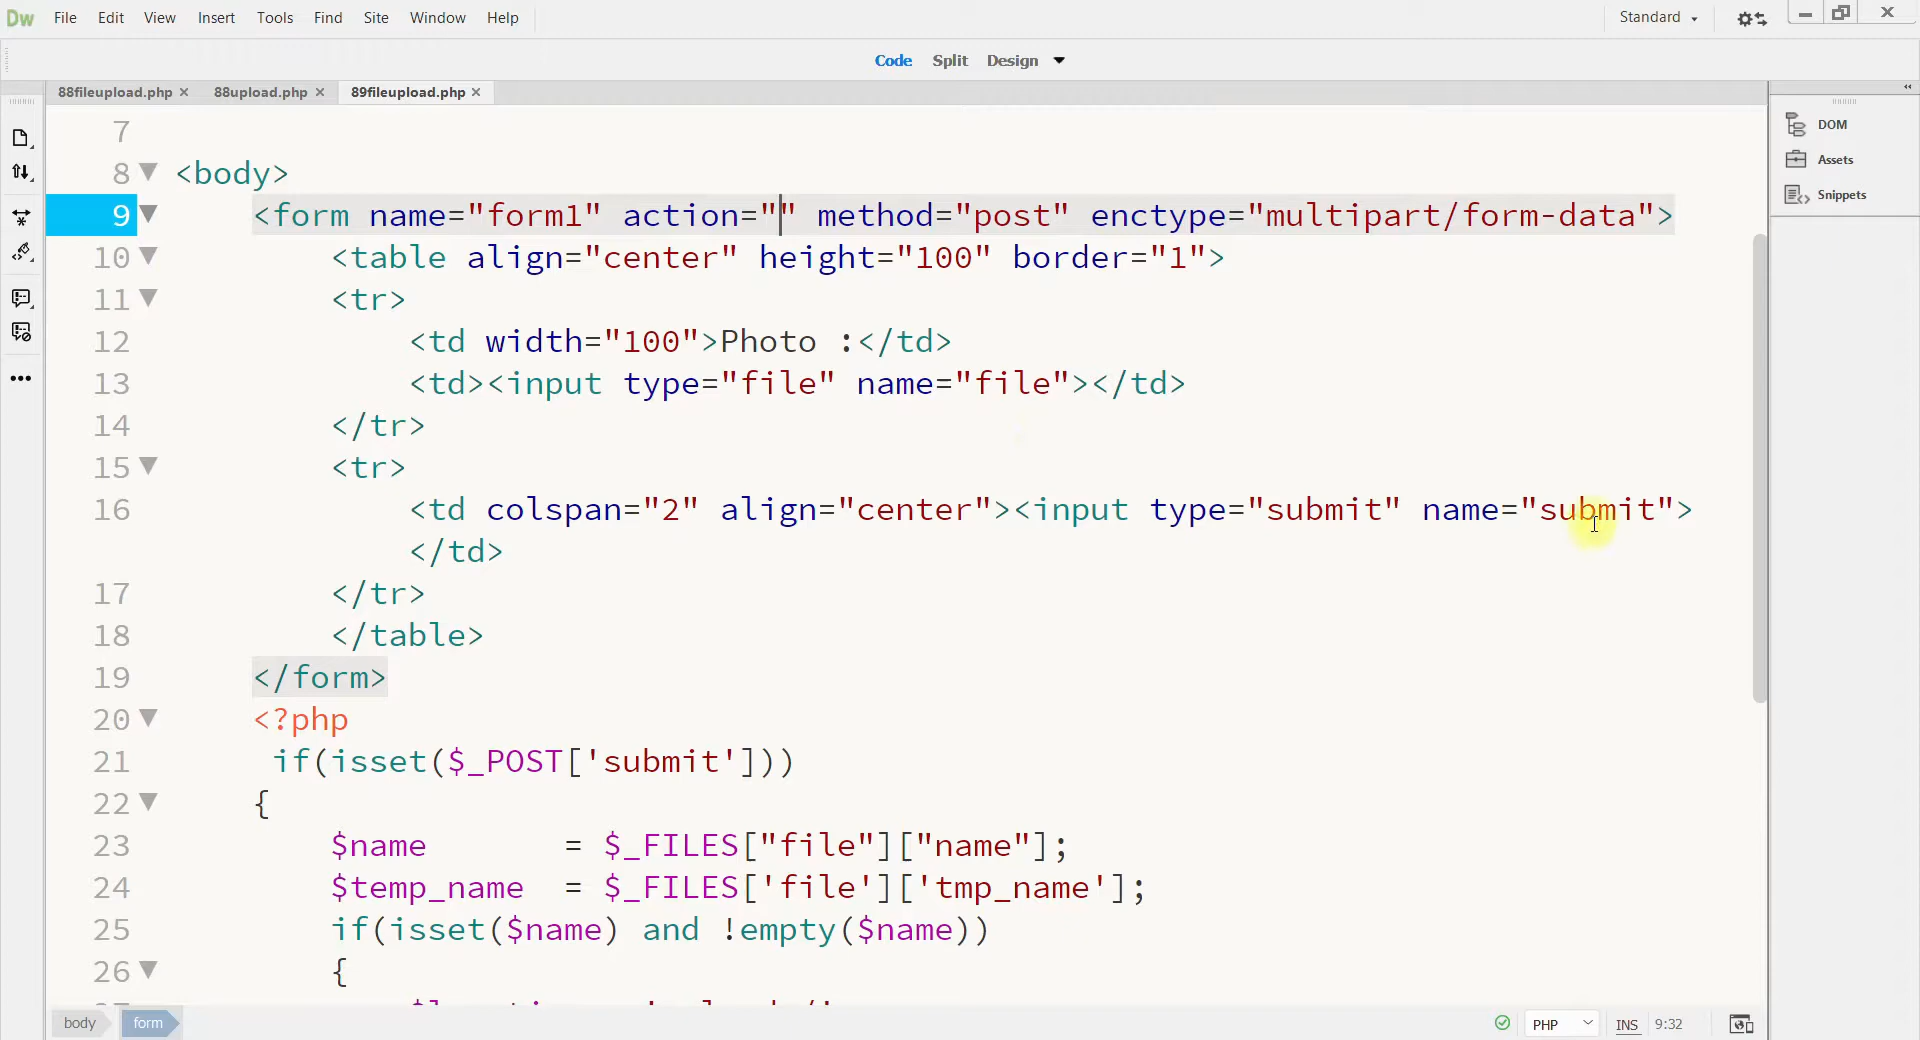 Dw File Edit View Insert Tools Find Site Window Help Standard
Code Split Design
88fileupload.php 88upload.php 89fileupload.php
DOM
Assets
Snippets
7
8 <body>
9 <form name="form1" action="" method="post" enctype="multipart/form-data">
10 <table align="center" height="100" border="1">
11 <tr>
12 <td width="100">Photo :</td>
13 <td><input type="file" name="file"></td>
14 </tr>
15 <tr>
16 <td colspan="2" align="center"><input type="submit" name="submit">
</td>
17 </tr>
18 </table>
19 </form>
20 <?php
21 if(isset($_POST['submit']))
22 {
23 $name = $_FILES["file"]["name"];
24 $temp_name = $_FILES['file']['tmp_name'];
25 if(isset($name) and !empty($name))
26 {
body form PHP INS 9:32